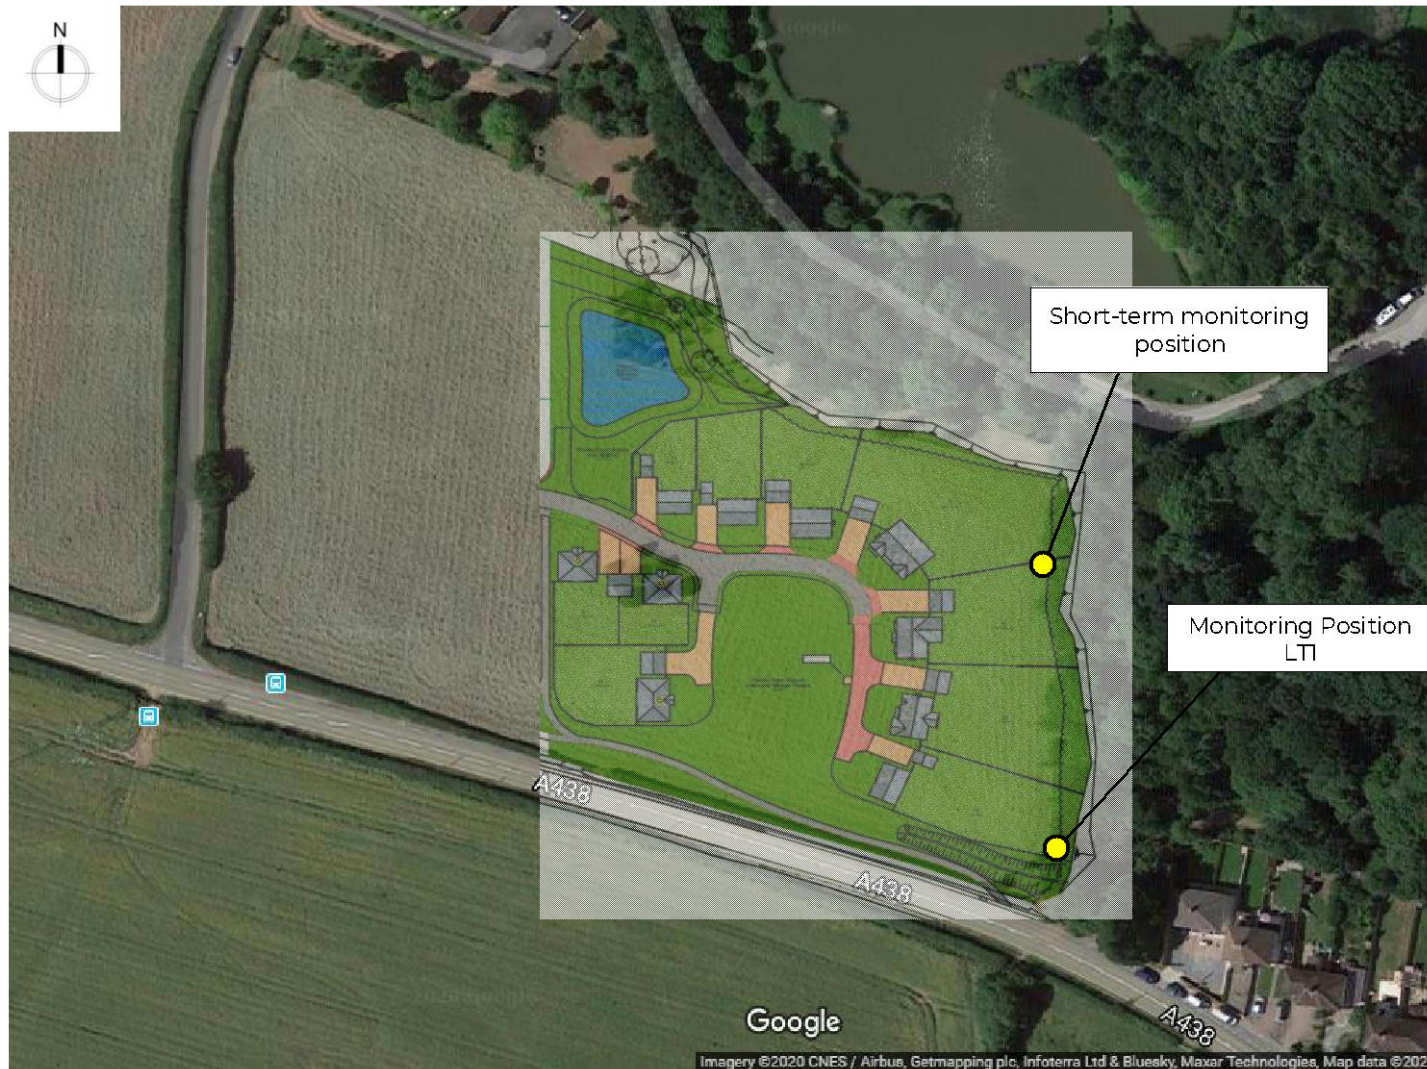 N
Google
Short-term monitoring
position
Monitoring Position
LT1
A438
A438
A438
Google
Imagery ©2020 CNES / Airbus, Getmapping plc, Infoterra Ltd & Bluesky, Maxar Technologies, Map data ©202